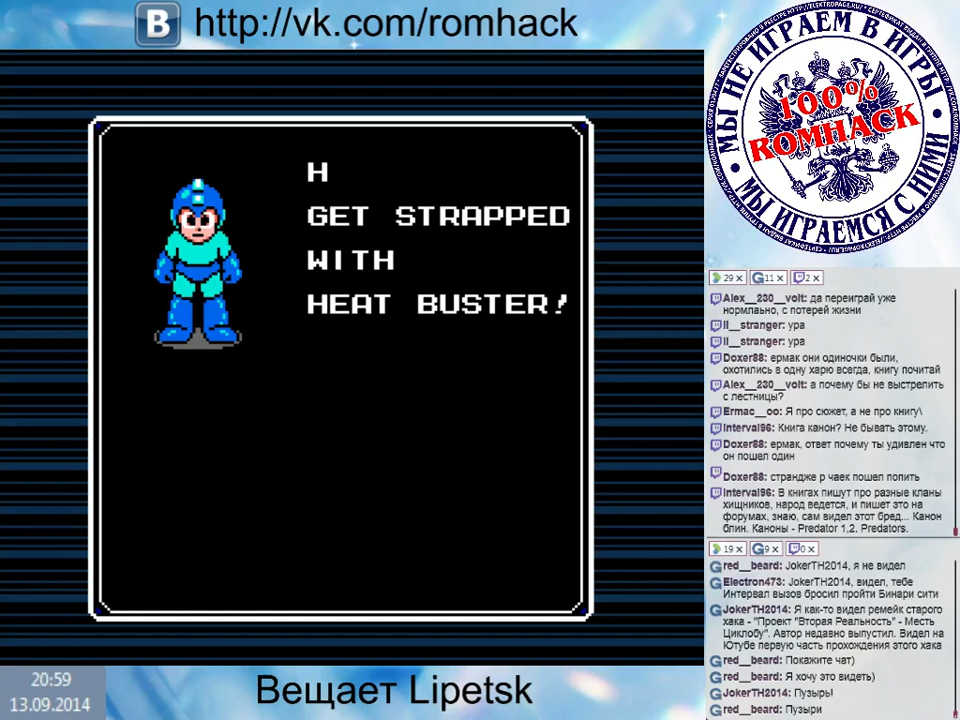 http://vk.com/romhack
H
GET STRAPPED
WITH
HEAT BUSTER!
МЫ НЕ ИГРАЕМ В ИГРЫ
100%
ROMHACK
МЫ ИГРАЕМСЯ С НИМИ
29 × 11 × 2 ×
Alex__230__volt: да переиграй уже
нормлаьно, с потерей жизни
ll__stranger: ура
ll__stranger: ура
Doxer88: ермак они одиночки были,
охотились в одну харю всегда, книгу почитай
Alex__230__volt: а почему бы не выстрелить
с лестницы?
Ermac__oo: Я про сюжет, а не про книгу\
Interval96: Книга канон? Не бывать этому.
Doxer88: ермак, ответ почему ты удивлен что
он пошел один
Doxer88: страндже р чаек пошел попить
Interval96: В книгах пишут про разные кланы
хищников, народ ведется, и пишет это на
форумах, знаю, сам видел этот бред... Канон
блин. Каноны - Predator 1,2. Predators.
19 × 9 × 0 ×
red__beard: JokerTH2014, я не видел
Electron473: JokerTH2014, видел, тебе
Интервал вызов бросил пройти Бинари сити
JokerTH2014: Я как-то видел ремейк старого
хака - "Проект "Вторая Реальность" - Месть
Циклобу". Автор недавно выпустил. Видел на
Ютубе первую часть прохождения этого хака
red__beard: Покажите чат)
red__beard: Я хочу это видеть)
JokerTH2014: Пузырь!
red__beard: Пузыри
20:59
13.09.2014
Вещает Lipetsk